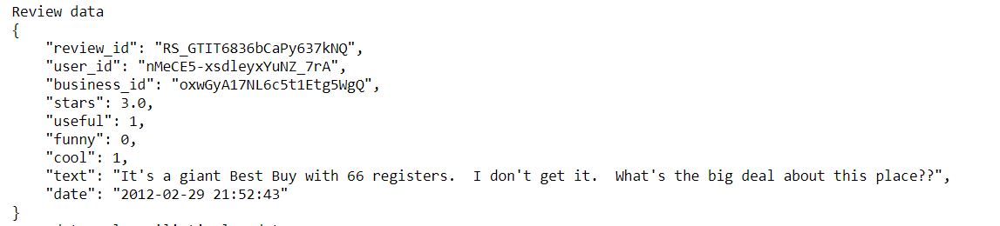 Review data
{
    "review_id": "RS_GTIT6836bCaPy637kNQ",
    "user_id": "nMeCE5-xsdleyxYuNZ_7rA",
    "business_id": "oxwGyA17NL6c5t1Etg5WgQ",
    "stars": 3.0,
    "useful": 1,
    "funny": 0,
    "cool": 1,
    "text": "It's a giant Best Buy with 66 registers.  I don't get it.  What's the big deal about this place??",
    "date": "2012-02-29 21:52:43"
}